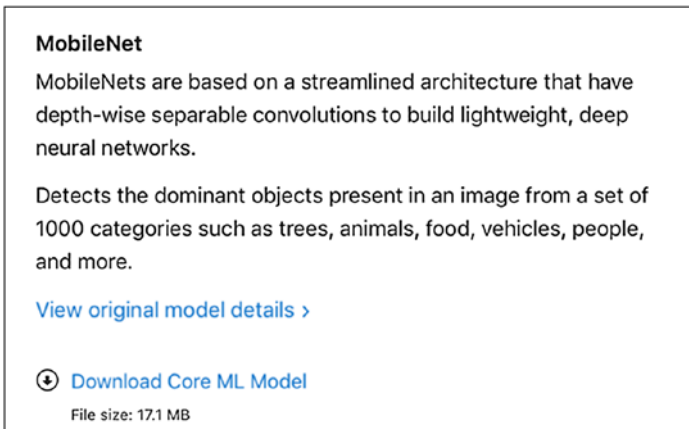 MobileNet
MobileNets are based on a streamlined architecture that have
depth-wise separable convolutions to build lightweight, deep
neural networks.
Detects the dominant objects present in an image from a set of
1000 categories such as trees, animals, food, vehicles, people,
and more.
View original model details >
Download Core ML Model
File size: 17.1 MB